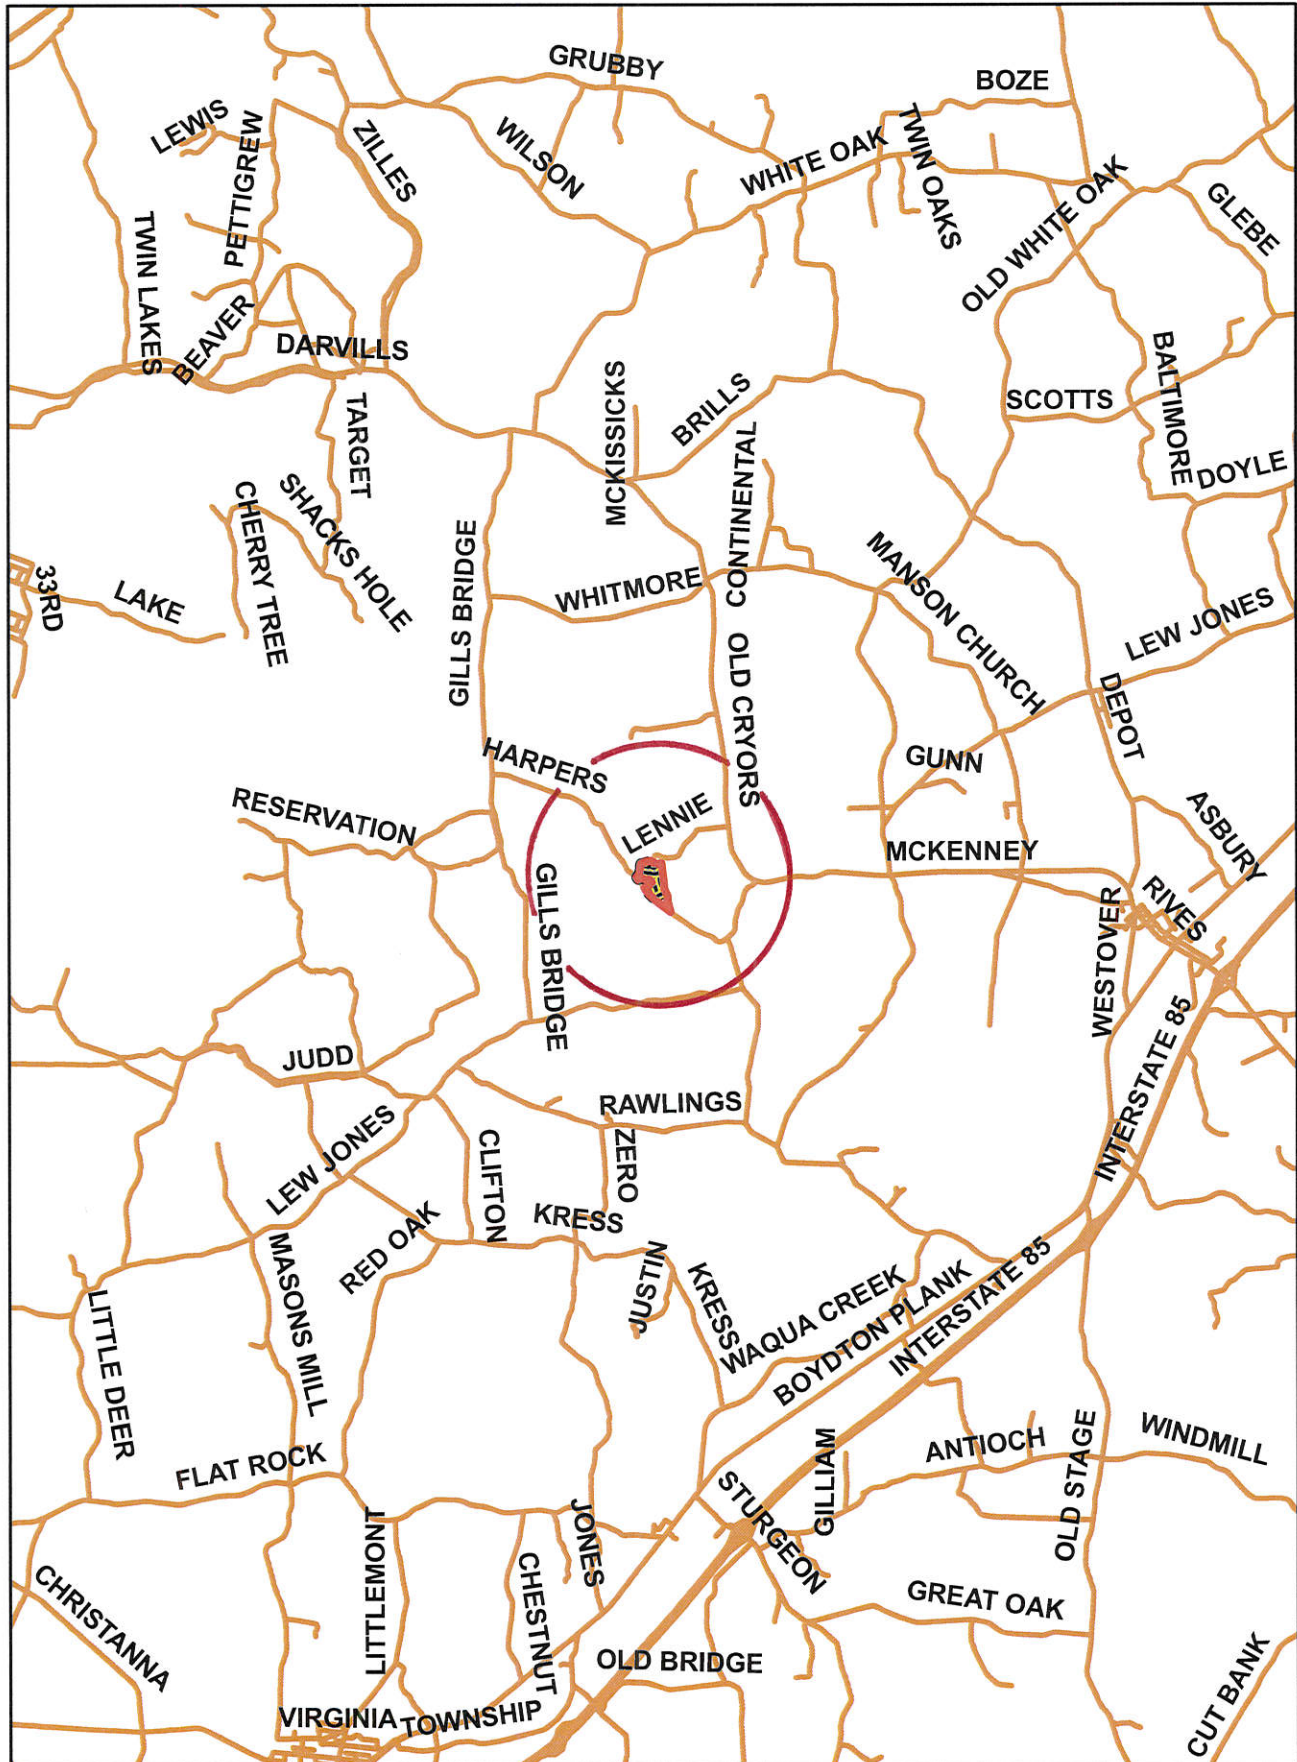 GRUBBY
BOZE
LEWIS
PETTIGREW
ZILLES
WILSON
WHITE OAK
TWIN OAKS
OLD WHITE OAK
GLEBE
TWIN LAKES
BEAVER
DARVILLS
TARGET
MCKISSICKS
BRILLS
CONTINENTAL
SCOTTS
BALTIMORE
DOYLE
CHERRY TREE
SHACKS HOLE
GILLS BRIDGE
WHITMORE
MANSON CHURCH
33RD
LAKE
OLD CRYORS
LEW JONES
DEPOT
HARPERS
GUNN
RESERVATION
LENNIE
MCKENNEY
ASBURY
GILLS BRIDGE
WESTOVER
RIVES
INTERSTATE 85
JUDD
RAWLINGS
LEW JONES
CLIFTON
ZERO
KRESS
RED OAK
MASONS MILL
JUSTIN
KRESS
WAQUA CREEK
BOYDTON PLANK
INTERSTATE 85
LITTLE DEER
FLAT ROCK
STURGEON
GILLIAM
ANTIOCH
OLD STAGE
WINDMILL
LITTLEMONT
JONES
CHESTNUT
CHRISTANNA
GREAT OAK
OLD BRIDGE
CUT BANK
VIRGINIA
TOWNSHIP